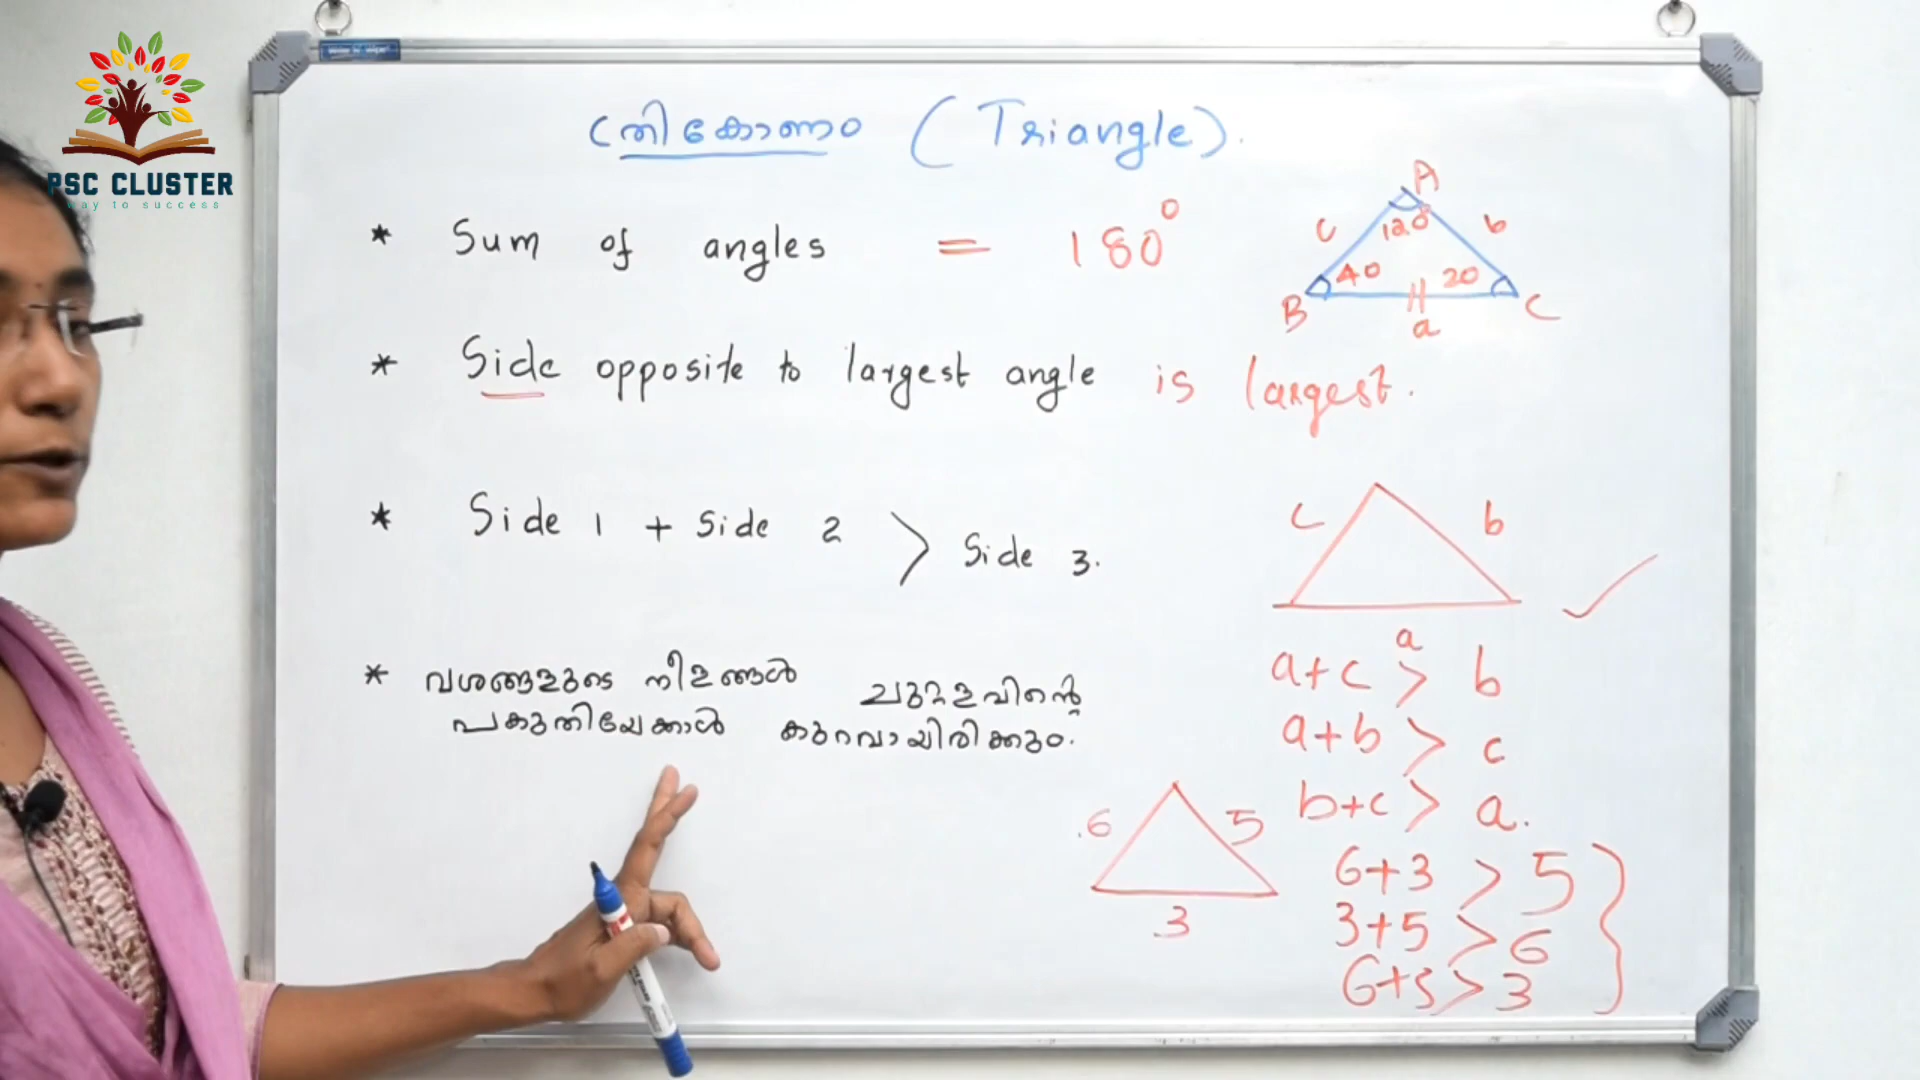 PSC CLUSTER
way to success
ത്രികോണം (Triangle).
* Sum of angles = 180°
A
c 120 b
40 20
B a C
* Side opposite to largest angle is largest.
* Side 1 + Side 2 > Side 3.
c b
a
a+c > b
a+b > c
b+c > a.
* വശങ്ങളുടെ നീളങ്ങൾ ചുറ്റളവിന്റെ
പകുതിയേക്കാൾ കുറവായിരിക്കും.
6 5
3
6+3 > 5
3+5 > 6
6+5 > 3